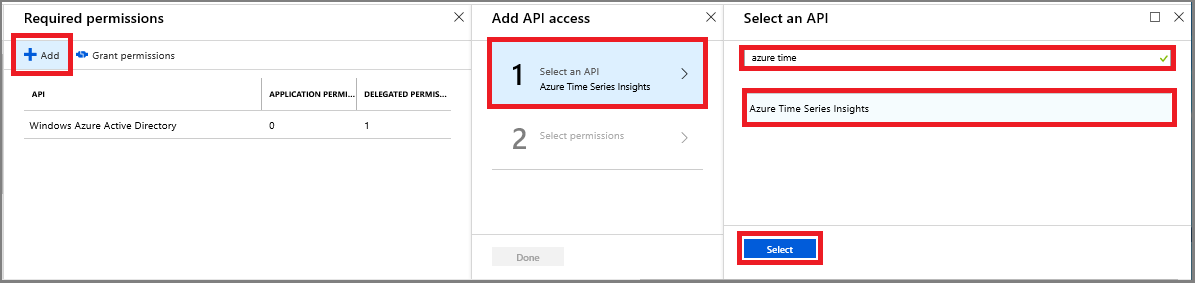 Required permissions
Add
Grant permissions
API
APPLICATION PERMI...
DELEGATED PERMIS...
Windows Azure Active Directory
0
1
Add API access
1
Select an API
Azure Time Series Insights
2
Select permissions
Done
Select an API
azure time
Azure Time Series Insights
Select